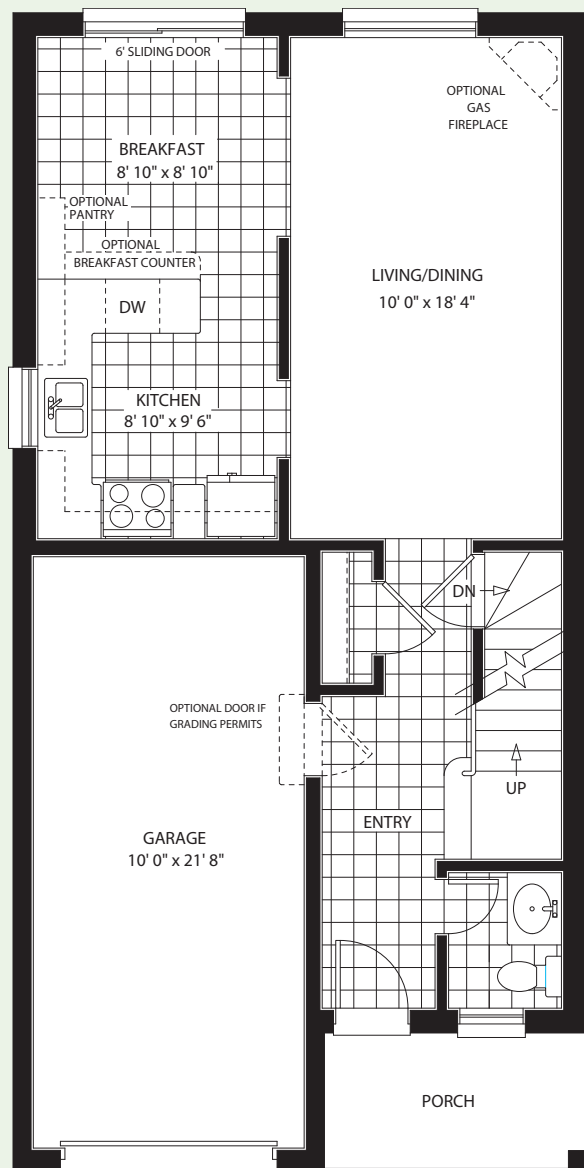 6' SLIDING DOOR
OPTIONAL
GAS
FIREPLACE
BREAKFAST
8' 10" x 8' 10"
OPTIONAL
PANTRY
OPTIONAL
BREAKFAST COUNTER
LIVING/DINING
10' 0" x 18' 4"
DW
KITCHEN
8' 10" x 9' 6"
DN
OPTIONAL DOOR IF
GRADING PERMITS
UP
ENTRY
GARAGE
10' 0" x 21' 8"
PORCH